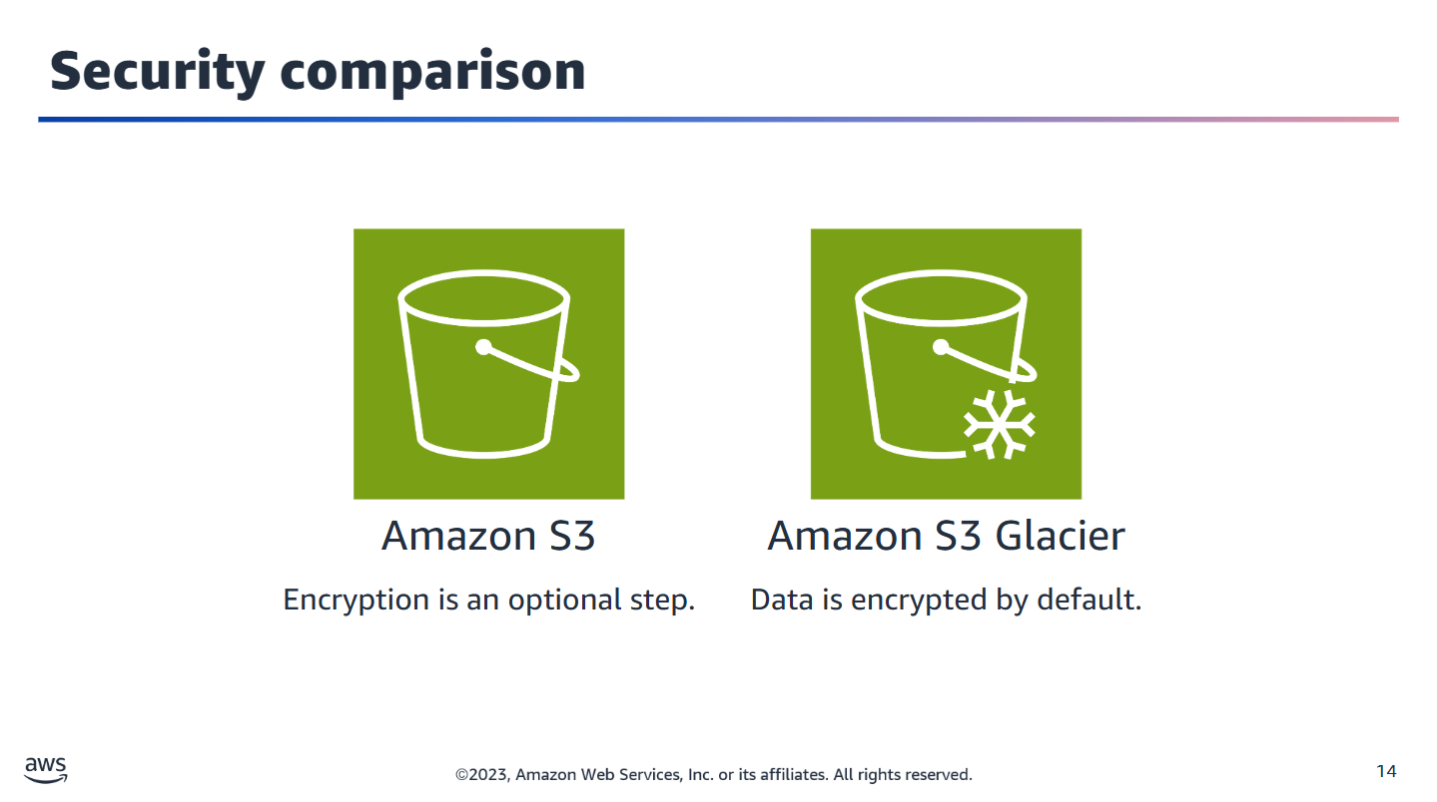 Security comparison
Amazon S3
Amazon S3 Glacier
Encryption is an optional step.
Data is encrypted by default.
aws
©2023, Amazon Web Services, Inc. or its affiliates. All rights reserved.
14